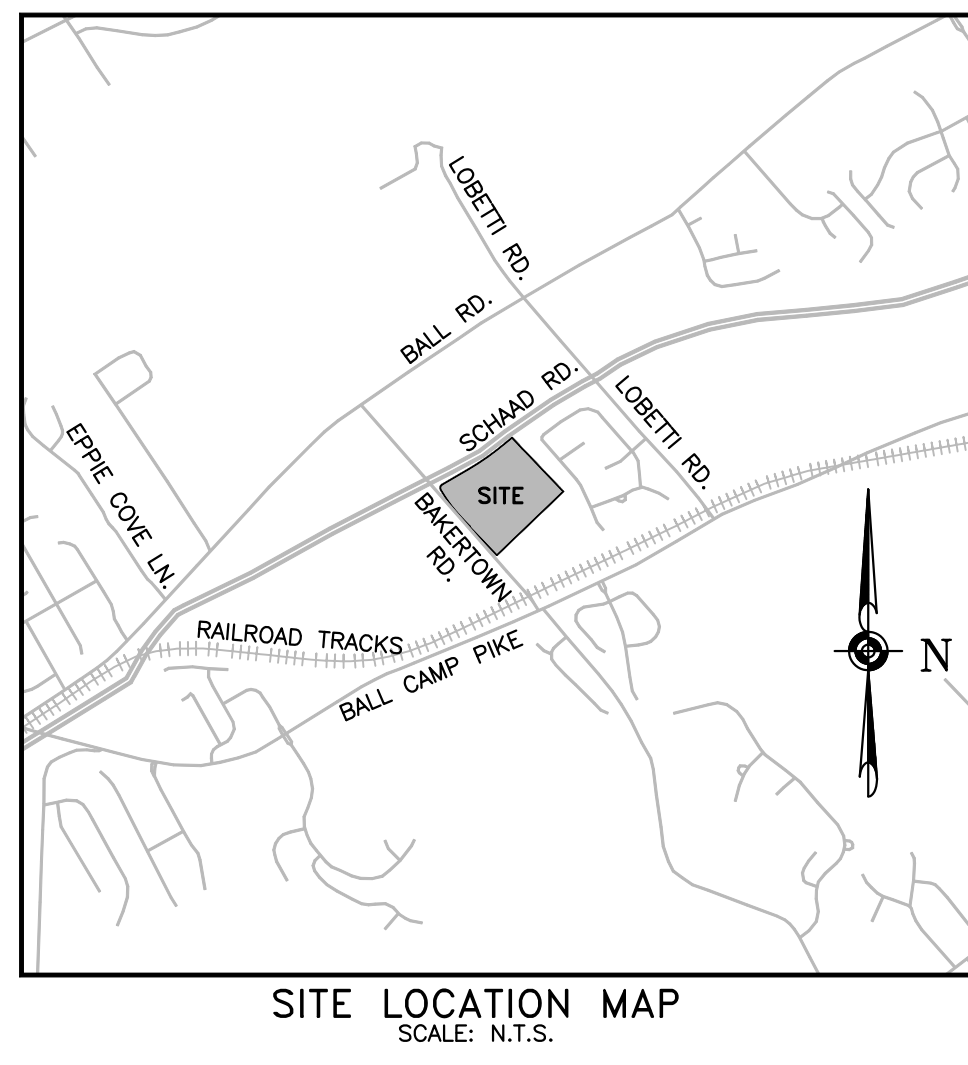 LOBETTI RD.
BALL RD.
SCHAAD RD.
LOBETTI RD.
EPPIE COVE LN.
SITE
BAKERTOWN
RD.
RAILROAD TRACKS
BALL CAMP PIKE
N
SITE LOCATION MAP
SCALE: N.T.S.